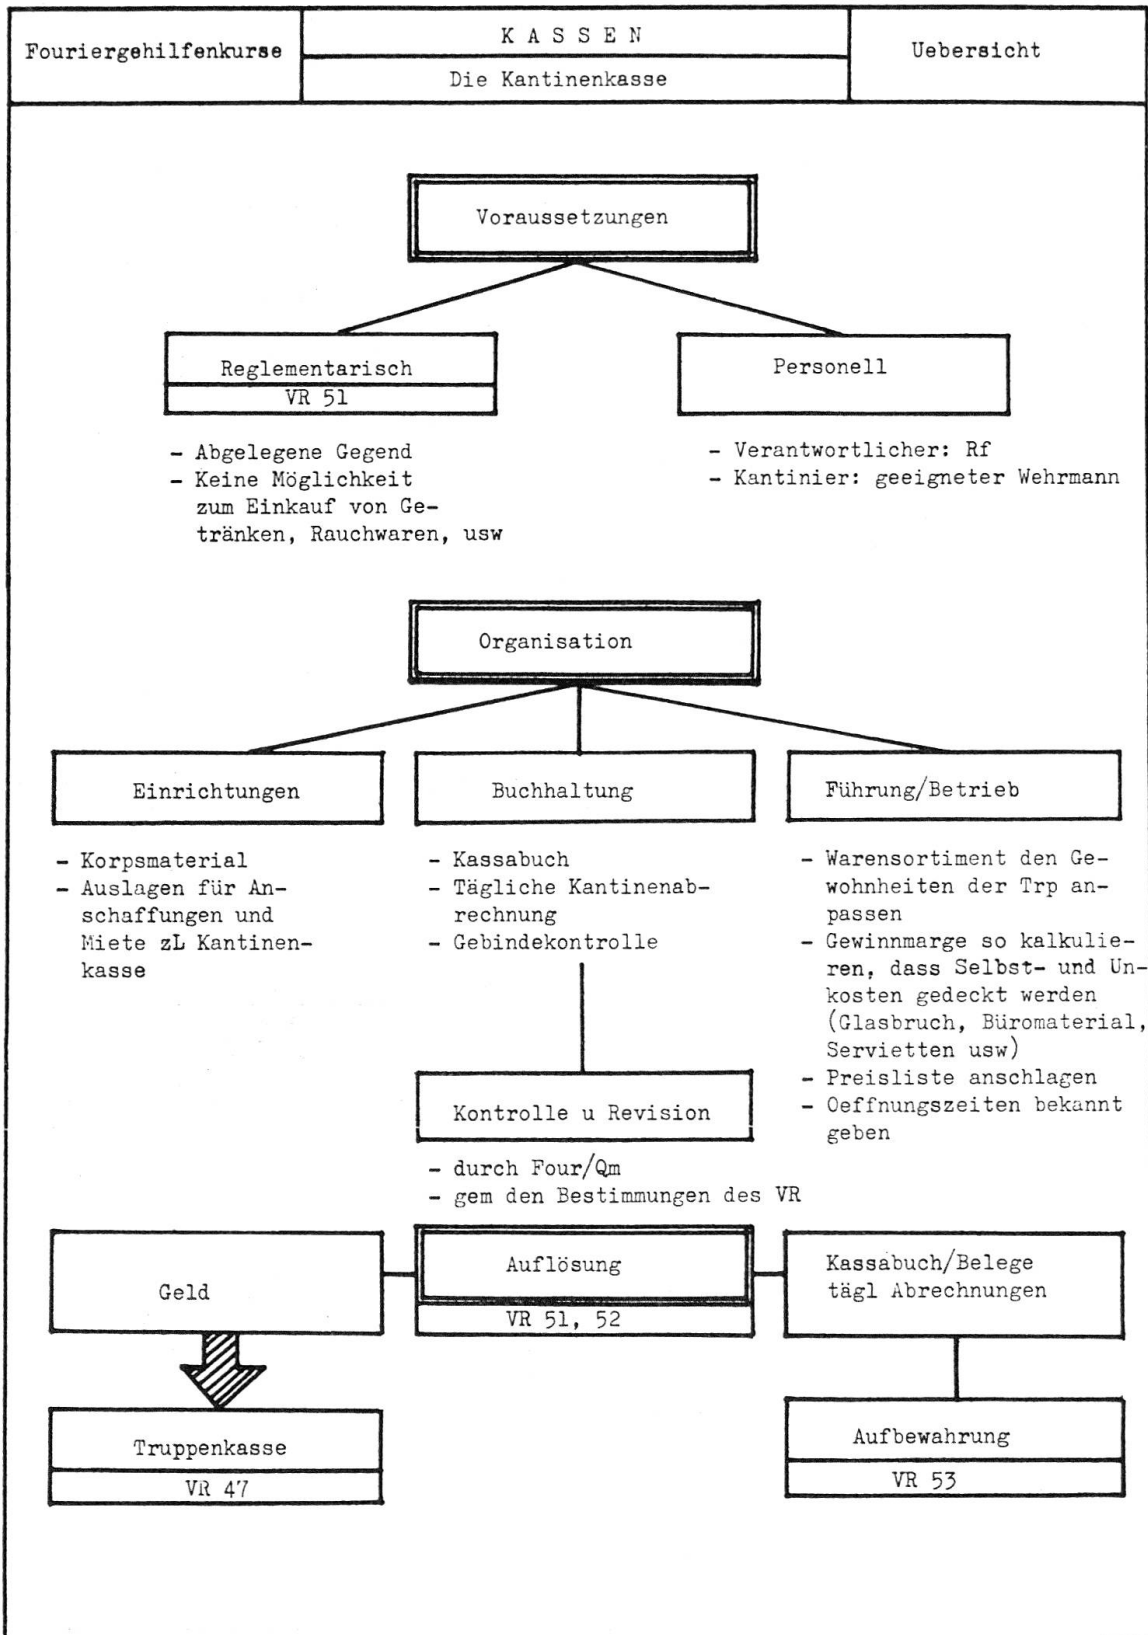 Fouriergehilfenkurse
K A S S E N
Die Kantinenkasse
Uebersicht
Voraussetzungen
Reglementarisch
VR 51
- Abgelegene Gegend
- Keine Möglichkeit
zum Einkauf von Ge-
tränken, Rauchwaren, usw
Personell
- Verantwortlicher: Rf
- Kantinier: geeigneter Wehrmann
Organisation
Einrichtungen
- Korpsmaterial
- Auslagen für An-
schaffungen und
Miete zL Kantinen-
kasse
Buchhaltung
- Kassabuch
- Tägliche Kantinenab-
rechnung
- Gebindekontrolle
Führung/Betrieb
- Warensortiment den Ge-
wohnheiten der Trp an-
passen
- Gewinnmarge so kalkulie-
ren, dass Selbst- und Un-
kosten gedeckt werden
(Glasbruch, Büromaterial,
Servietten usw)
- Preisliste anschlagen
- Oeffnungszeiten bekannt
geben
Kontrolle u Revision
- durch Four/Qm
- gem den Bestimmungen des VR
Geld
Auflösung
VR 51, 52
Kassabuch/Belege
tägl Abrechnungen
Truppenkasse
VR 47
Aufbewahrung
VR 53